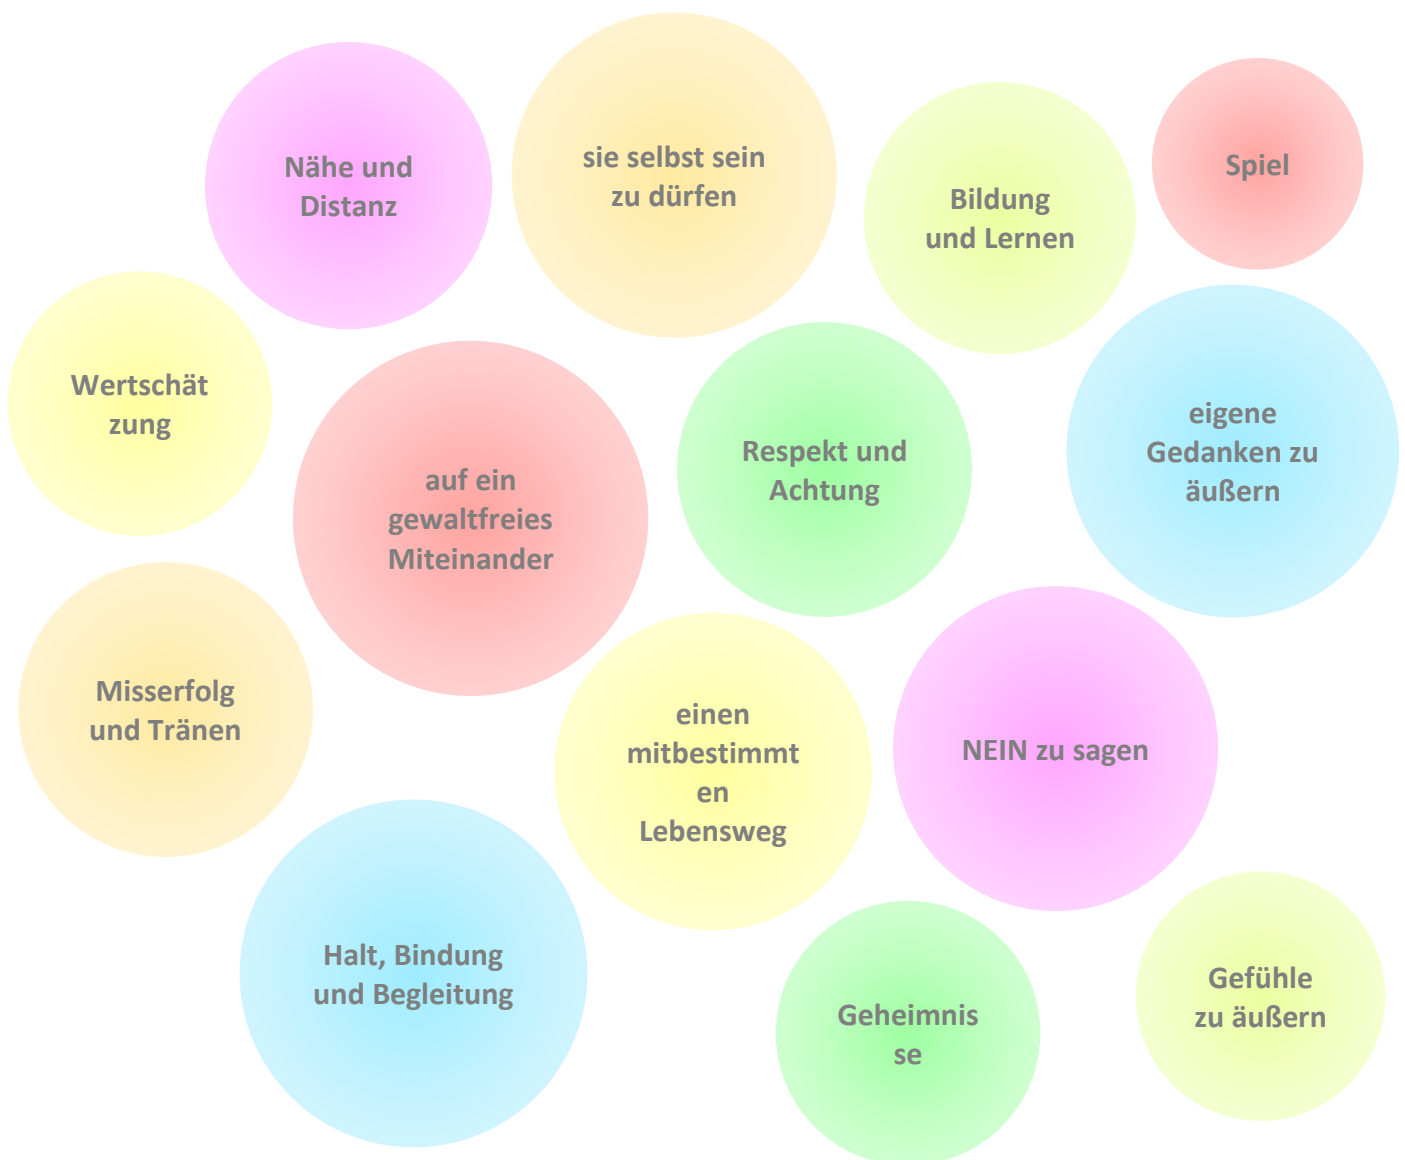 Nähe und
Distanz
sie selbst sein
zu dürfen
Bildung
und Lernen
Spiel
Wertschät
zung
auf ein
gewaltfreies
Miteinander
Respekt und
Achtung
eigene
Gedanken zu
äußern
Misserfolg
und Tränen
einen
mitbestimmt
en
Lebensweg
NEIN zu sagen
Halt, Bindung
und Begleitung
Geheimnis
se
Gefühle
zu äußern